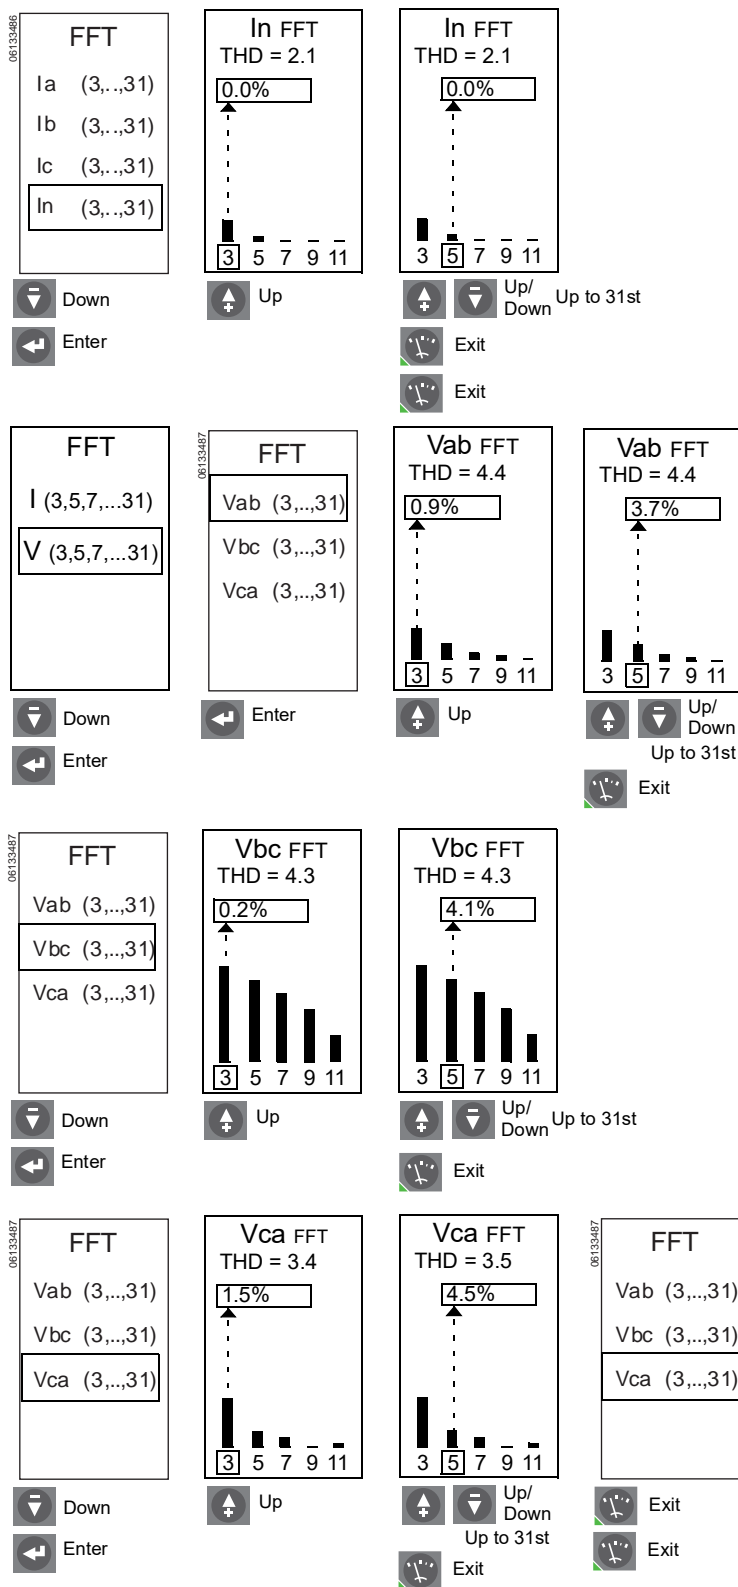 06133486
FFT
Ia (3,..,31)
Ib (3,..,31)
Ic (3,..,31)
In (3,..,31)
Down
Enter
In FFT
THD = 2.1
0.0%
3 5 7 9 11
Up
In FFT
THD = 2.1
0.0%
3 5 7 9 11
Up/
Down Up to 31st
Exit
Exit
FFT
I (3,5,7,...31)
V (3,5,7,...31)
Down
Enter
06133487
FFT
Vab (3,..,31)
Vbc (3,..,31)
Vca (3,..,31)
Enter
Vab FFT
THD = 4.4
0.9%
3 5 7 9 11
Up
Vab FFT
THD = 4.4
3.7%
3 5 7 9 11
Up/
Down
Up to 31st
Exit
06133487
FFT
Vab (3,..,31)
Vbc (3,..,31)
Vca (3,..,31)
Down
Enter
Vbc FFT
THD = 4.3
0.2%
3 5 7 9 11
Up
Vbc FFT
THD = 4.3
4.1%
3 5 7 9 11
Up/
Down Up to 31st
Exit
06133487
FFT
Vab (3,..,31)
Vbc (3,..,31)
Vca (3,..,31)
Down
Enter
Vca FFT
THD = 3.4
1.5%
3 5 7 9 11
Up
Vca FFT
THD = 3.5
4.5%
3 5 7 9 11
Up/
Down
Up to 31st
Exit
06133487
FFT
Vab (3,..,31)
Vbc (3,..,31)
Vca (3,..,31)
Exit
Exit